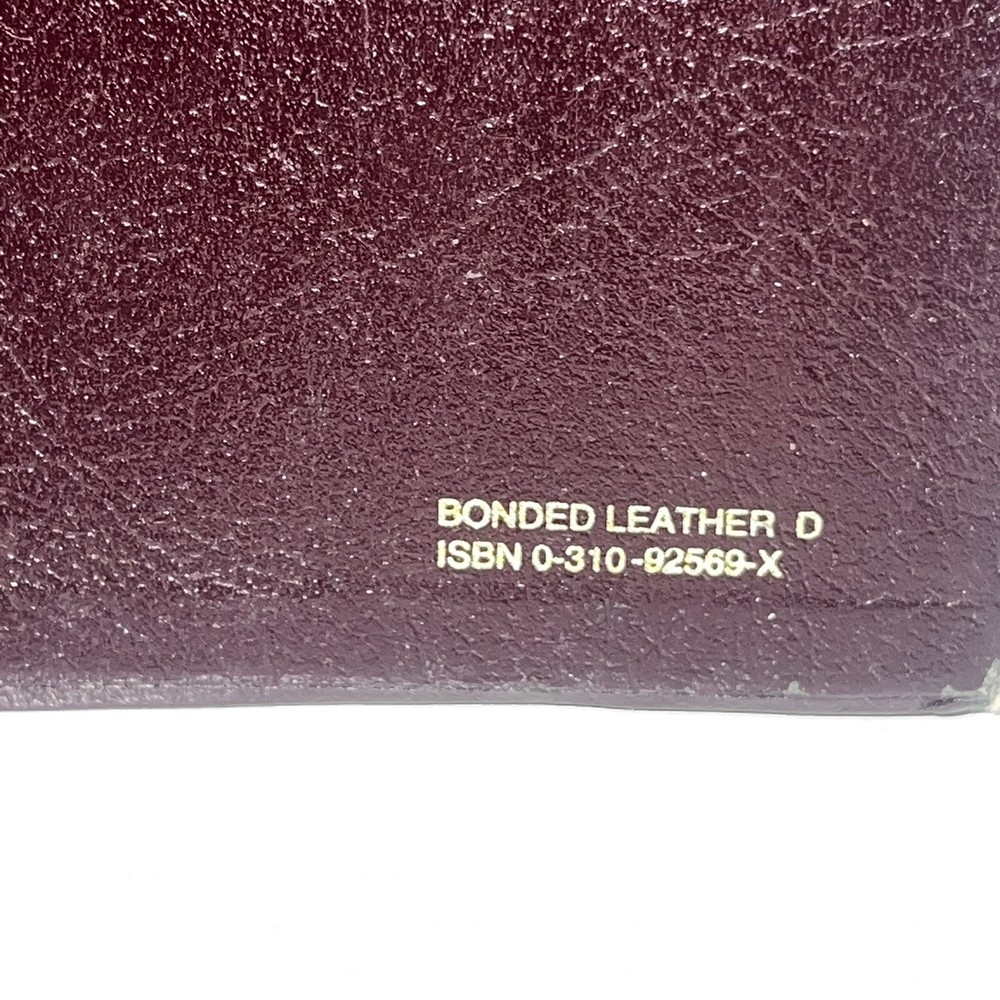 BONDED LEATHER D
ISBN 0-310-92569-X